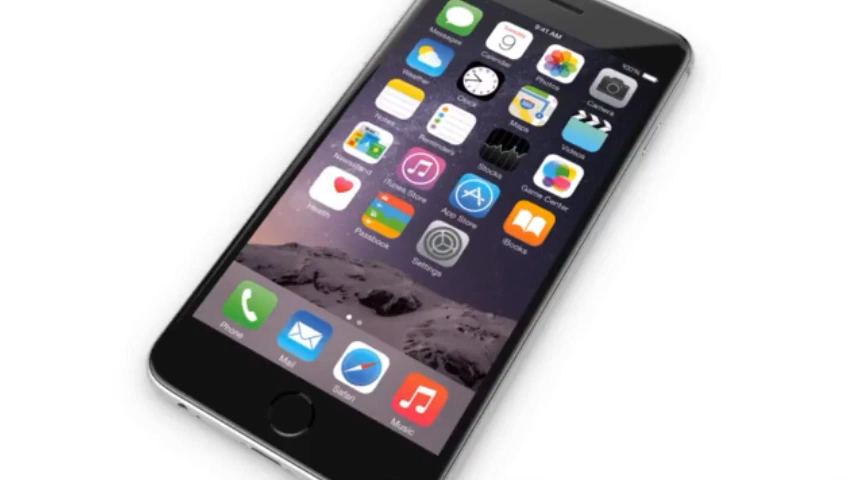 9:41 AM
100%
Messages
Tuesday
9
Calendar
Photos
Camera
Weather
Clock
Maps
Videos
Notes
Reminders
Stocks
Game Center
Newsstand
iTunes Store
App Store
iBooks
Health
Passbook
Settings
Phone
Mail
Safari
Music